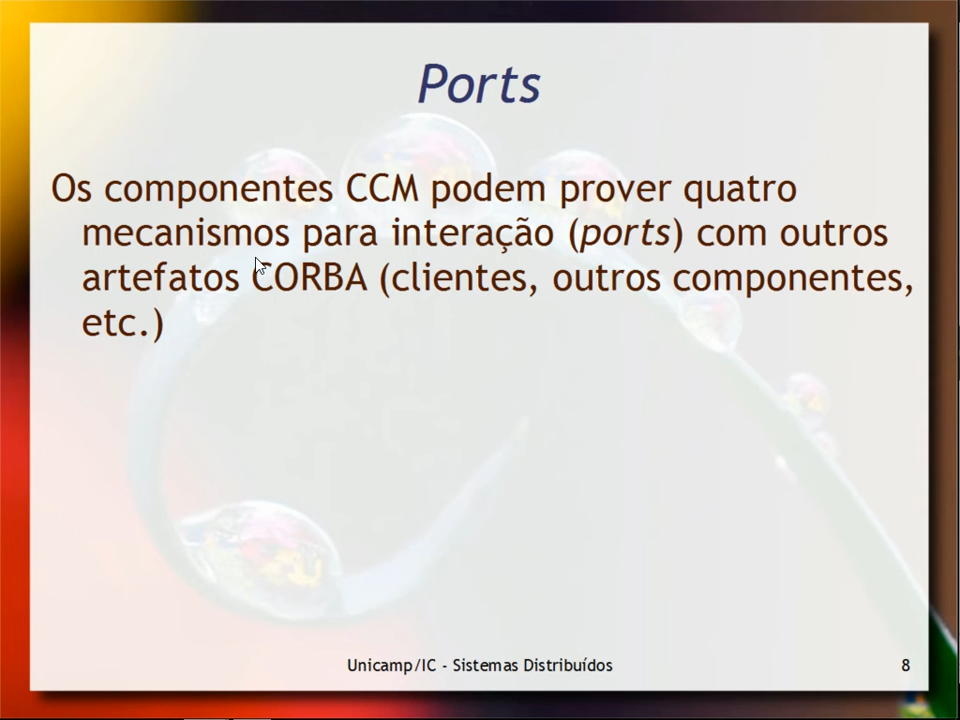 Ports
Os componentes CCM podem prover quatro
mecanismos para interação (ports) com outros
artefatos CORBA (clientes, outros componentes,
etc.)
Unicamp/IC - Sistemas Distribuídos
8